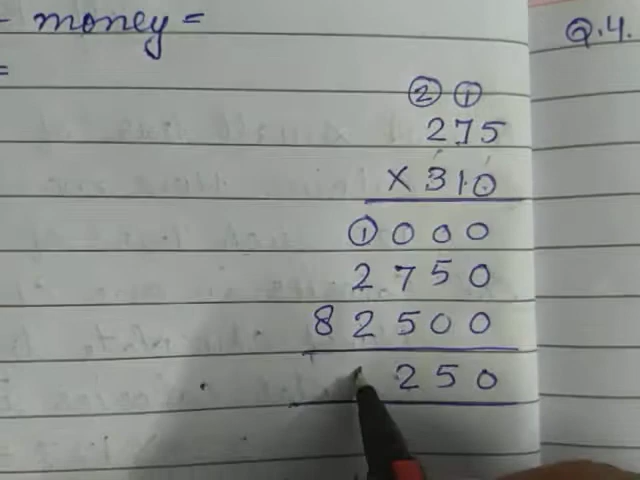 - money =
=
Q.4.
② ①
275
× 310
① 0 0 0
2 7 5 0
8 2 5 0 0
2 5 0